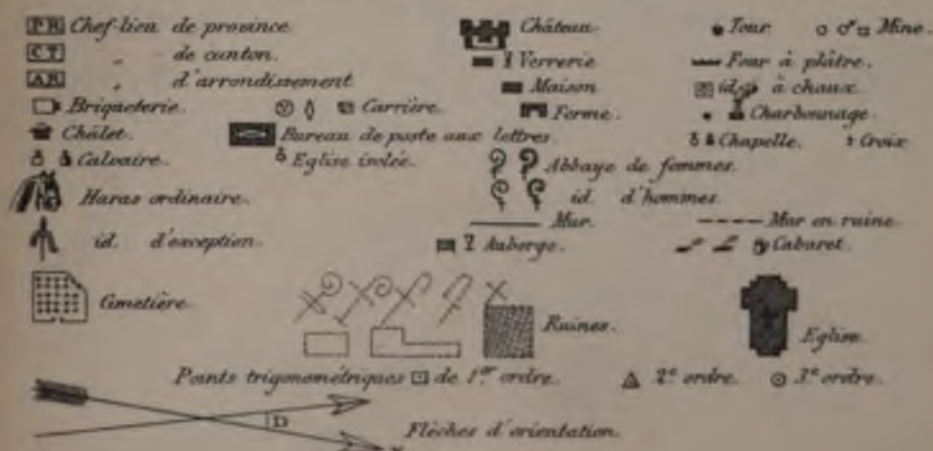 PR Chef-lieu de province Château. Tour. Mine.
CT „ de canton. Verrerie Four à plâtre.
AR „ d'arrondissement Maison id. à chaux.
Briqueterie. Carrière. Ferme. Charbonnage.
Châlet. Bureau de poste aux lettres. Chapelle. Croix
Calvaire. Eglise isolée. Abbaye de femmes.
Haras ordinaire. id. d'hommes.
Mur. Mur en ruine.
id. d'exception. Auberge. Cabaret.
Cimetière. Ruines. Eglise.
Points trigonométriques de 1er ordre. 2e ordre. 3e ordre.
D
Flèches d'orientation.